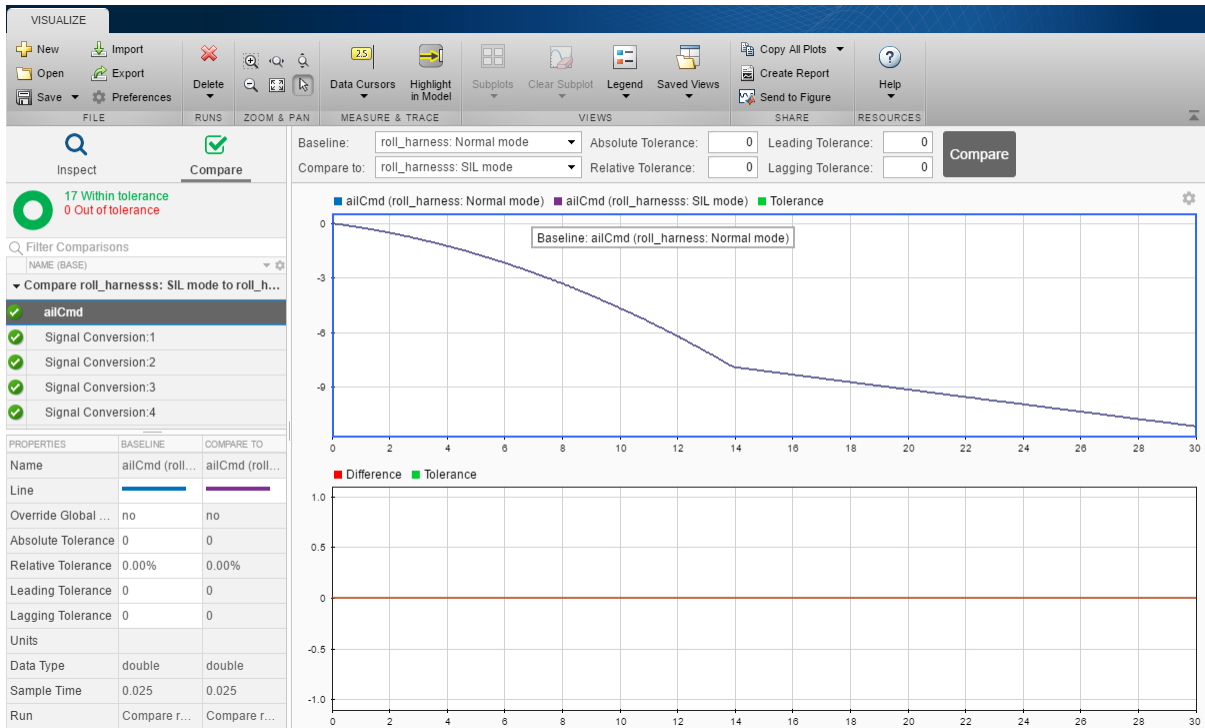 VISUALIZE
New
Import
Open
Export
Save
Preferences
FILE
Delete
RUNS
ZOOM & PAN
2.5
Data Cursors
Highlight in Model
MEASURE & TRACE
Subplots
Clear Subplot
Legend
Saved Views
VIEWS
Copy All Plots
Create Report
Send to Figure
SHARE
?
Help
RESOURCES
Inspect
Compare
17 Within tolerance
0 Out of tolerance
Filter Comparisons
NAME (BASE)
Compare roll_harnesss: SIL mode to roll_h...
ailCmd
Signal Conversion:1
Signal Conversion:2
Signal Conversion:3
Signal Conversion:4
PROPERTIES BASELINE COMPARE TO
Name ailCmd (roll... ailCmd (roll...
Line
Override Global ... no no
Absolute Tolerance 0 0
Relative Tolerance 0.00% 0.00%
Leading Tolerance 0 0
Lagging Tolerance 0 0
Units
Data Type double double
Sample Time 0.025 0.025
Run Compare r... Compare r...
Baseline: roll_harness: Normal mode Absolute Tolerance: 0 Leading Tolerance: 0
Compare to: roll_harnesss: SIL mode Relative Tolerance: 0 Lagging Tolerance: 0
Compare
ailCmd (roll_harness: Normal mode) ailCmd (roll_harnesss: SIL mode) Tolerance
Baseline: ailCmd (roll_harness: Normal mode)
0
-3
-6
-9
0 2 4 6 8 10 12 14 16 18 20 22 24 26 28 30
Difference Tolerance
1.0
0.5
0
-0.5
-1.0
0 2 4 6 8 10 12 14 16 18 20 22 24 26 28 30